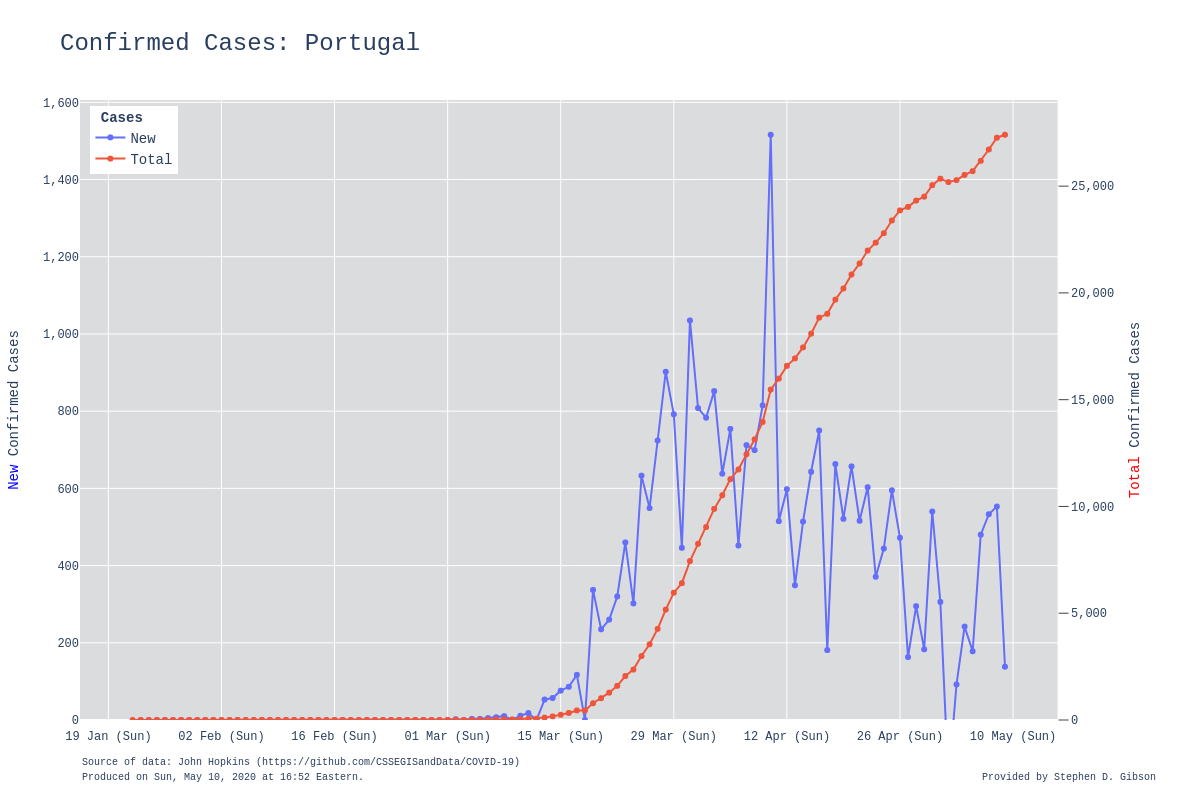 Confirmed Cases: Portugal
1,600
1,400
1,200
1,000
800
600
400
200
0
25,000
20,000
15,000
10,000
5,000
0
Cases
New
Total
New Confirmed Cases
Total Confirmed Cases
19 Jan (Sun) 02 Feb (Sun) 16 Feb (Sun) 01 Mar (Sun) 15 Mar (Sun) 29 Mar (Sun) 12 Apr (Sun) 26 Apr (Sun) 10 May (Sun)
Source of data: John Hopkins (https://github.com/CSSEGISandData/COVID-19)
Produced on Sun, May 10, 2020 at 16:52 Eastern.
Provided by Stephen D. Gibson